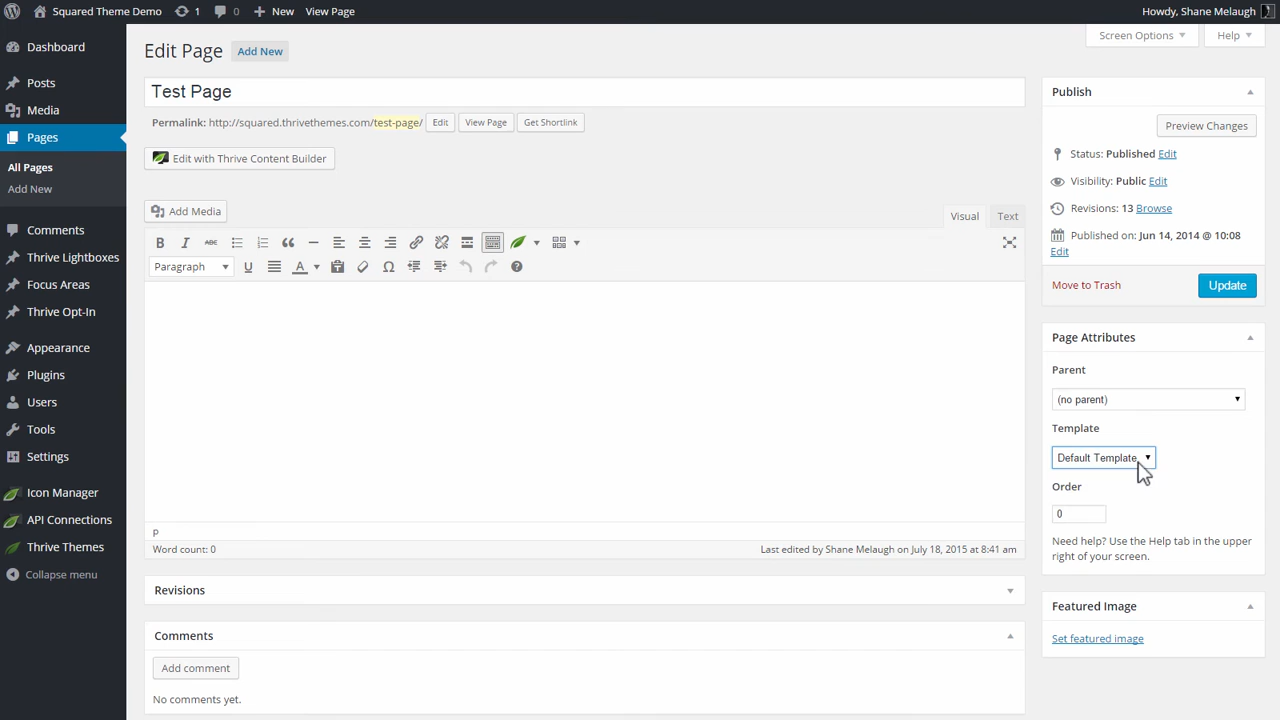 Squared Theme Demo 1 0 New View Page Howdy, Shane Melaugh
Screen Options Help
Dashboard
Posts
Media
Pages
All Pages
Add New
Comments
Thrive Lightboxes
Focus Areas
Thrive Opt-In
Appearance
Plugins
Users
Tools
Settings
Icon Manager
API Connections
Thrive Themes
Collapse menu
Edit Page Add New
Test Page
Permalink: http://squared.thrivethemes.com/test-page/ Edit View Page Get Shortlink
Edit with Thrive Content Builder
Add Media Visual Text
B I ABC
Paragraph U A
p
Word count: 0 Last edited by Shane Melaugh on July 18, 2015 at 8:41 am
Revisions
Comments
Add comment
No comments yet.
Publish
Preview Changes
Status: Published Edit
Visibility: Public Edit
Revisions: 13 Browse
Published on: Jun 14, 2014 @ 10:08
Edit
Move to Trash Update
Page Attributes
Parent
(no parent)
Template
Default Template
Order
0
Need help? Use the Help tab in the upper
right of your screen.
Featured Image
Set featured image